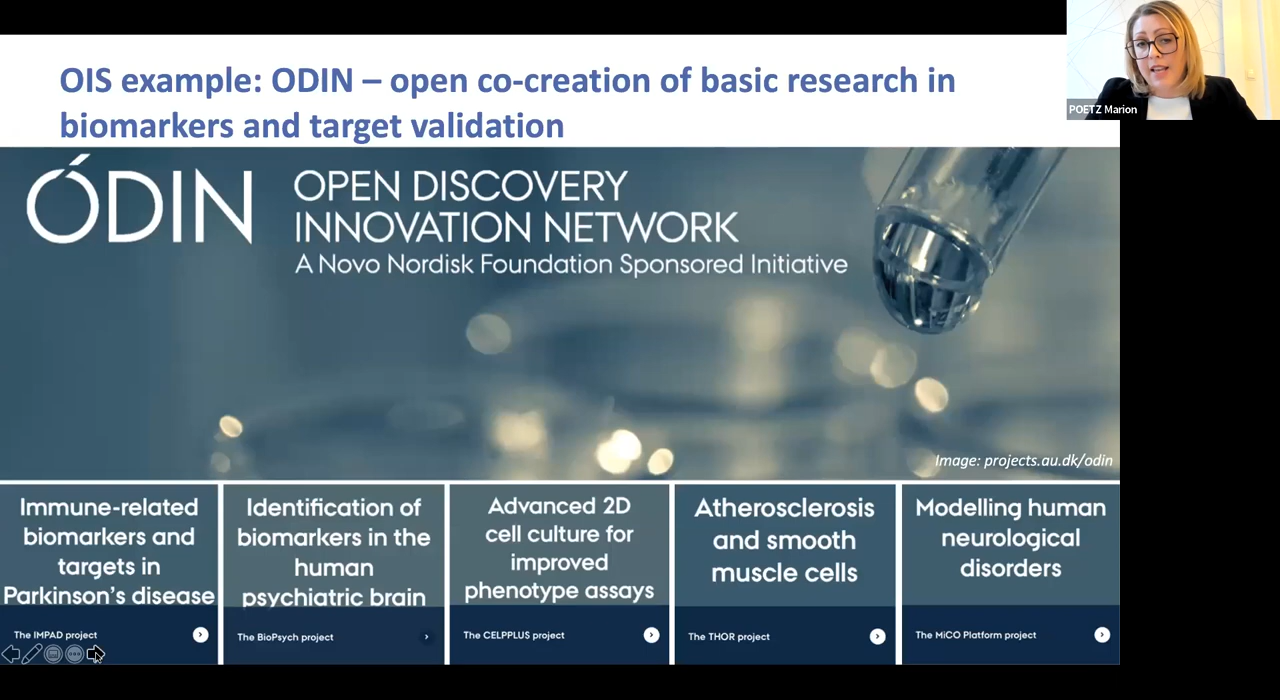 OIS example: ODIN – open co-creation of basic research in
biomarkers and target validation
POETZ Marion
ÓDIN
OPEN DISCOVERY
INNOVATION NETWORK
A Novo Nordisk Foundation Sponsored Initiative
Image: projects.au.dk/odin
Immune-related
biomarkers and
targets in
Parkinson's disease
The IMPAD project
Identification of
biomarkers in the
human
psychiatric brain
The BioPsych project
Advanced 2D
cell culture for
improved
phenotype assays
The CELPPLUS project
Atherosclerosis
and smooth
muscle cells
The THOR project
Modelling human
neurological
disorders
The MiCO Platform project